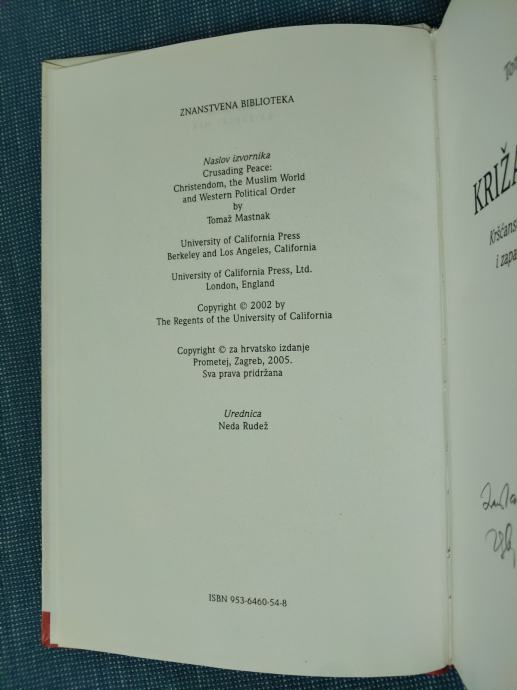 ZNANSTVENA BIBLIOTEKA
Naslov izvornika
Crusading Peace:
Christendom, the Muslim World
and Western Political Order
by
Tomaž Mastnak
University of California Press
Berkeley and Los Angeles, California
University of California Press, Ltd.
London, England
Copyright © 2002 by
The Regents of the University of California
Copyright © za hrvatsko izdanje
Prometej, Zagreb, 2005.
Sva prava pridržana
Urednica
Neda Rudež
ISBN 953-6460-54-8
i